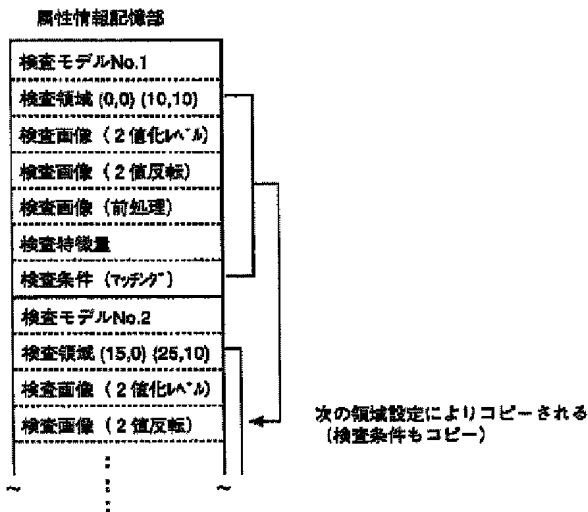 属性情報記憶部
検査モデルNo.1
検査領域 (0,0) (10,10)
検査画像 (2値化ﾚﾍﾞﾙ)
検査画像 (2値反転)
検査画像 (前処理)
検査特徴量
検査条件 (ﾏｯﾁﾝｸﾞ)
検査モデルNo.2
検査領域 (15,0) (25,10)
検査画像 (2値化ﾚﾍﾞﾙ)
検査画像 (2値反転)
次の領域設定によりコピーされる
(検査条件もコピー)